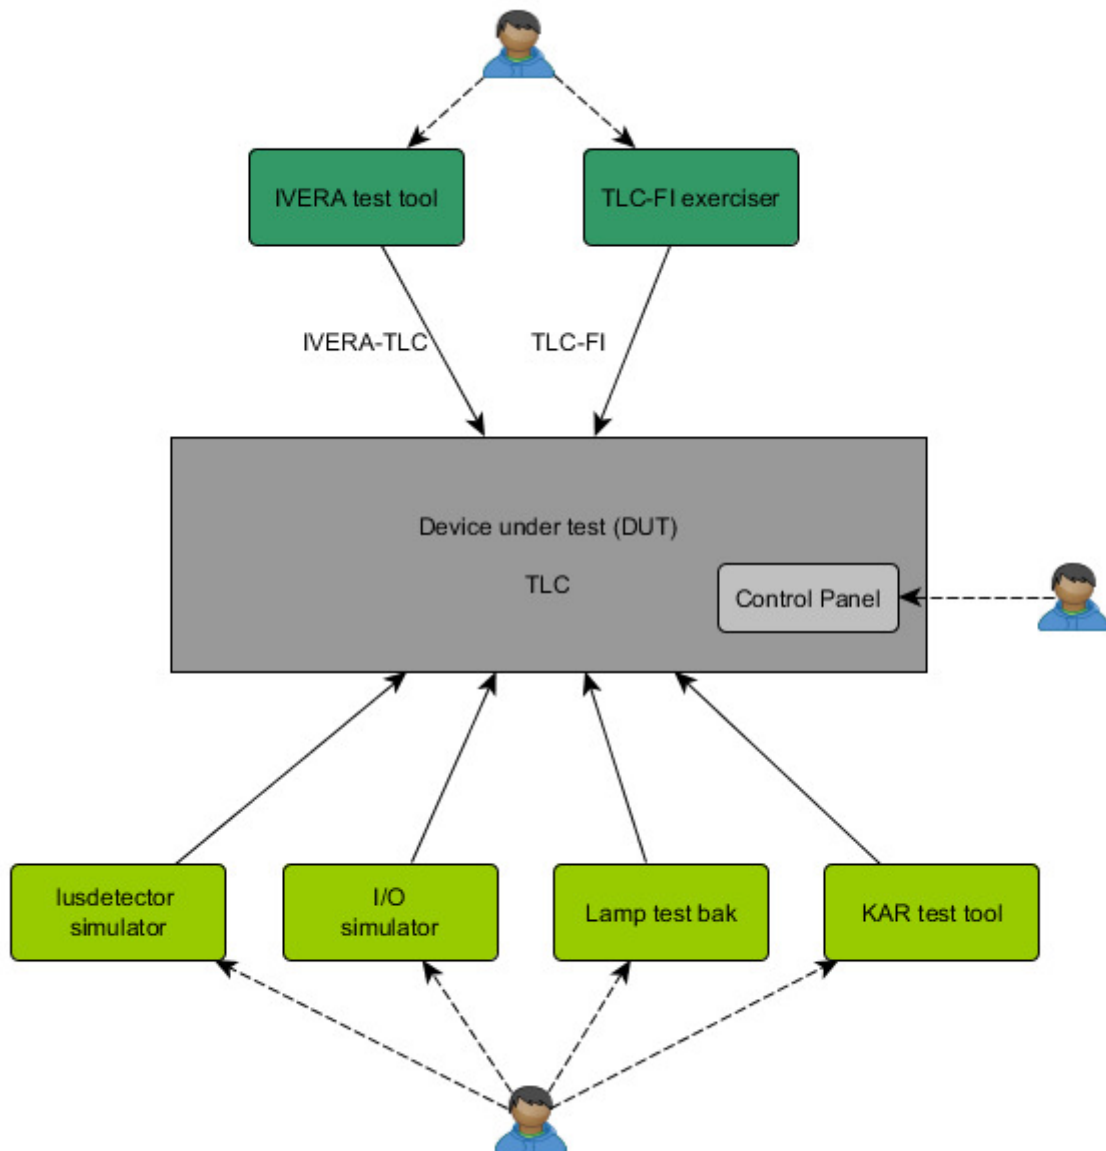 IVERA test tool
TLC-FI exerciser
IVERA-TLC
TLC-FI
Device under test (DUT)
TLC
Control Panel
lusdetector
simulator
I/O
simulator
Lamp test bak
KAR test tool